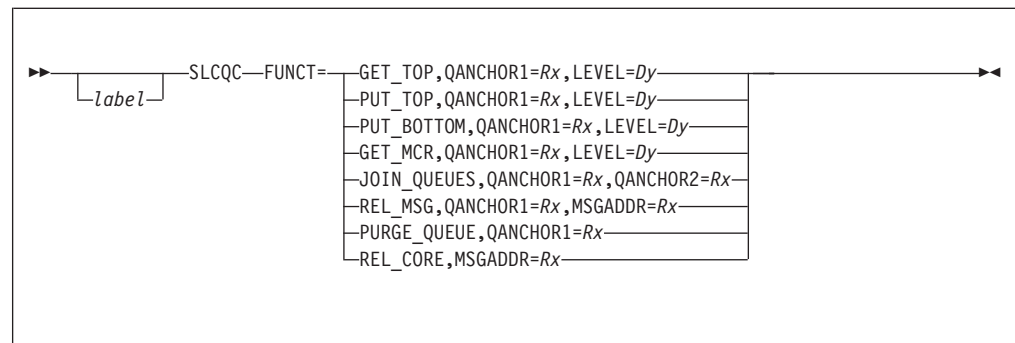 SLCQC FUNCT= GET_TOP,QANCHOR1=Rx,LEVEL=Dy
label PUT_TOP,QANCHOR1=Rx,LEVEL=Dy
PUT_BOTTOM,QANCHOR1=Rx,LEVEL=Dy
GET_MCR,QANCHOR1=Rx,LEVEL=Dy
JOIN_QUEUES,QANCHOR1=Rx,QANCHOR2=Rx
REL_MSG,QANCHOR1=Rx,MSGADDR=Rx
PURGE_QUEUE,QANCHOR1=Rx
REL_CORE,MSGADDR=Rx